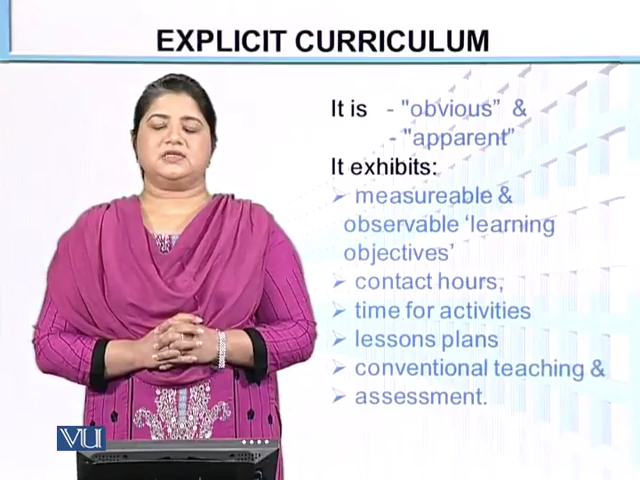 EXPLICIT CURRICULUM
It is - "obvious” &
- "apparent”
It exhibits:
➢ measureable &
observable ‘learning
objectives’
➢ contact hours,
➢ time for activities
➢ lessons plans
➢ conventional teaching &
➢ assessment.
VU